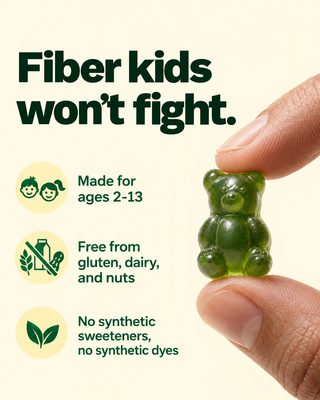 Fiber kids
won't fight.
Made for
ages 2-13
Free from
gluten, dairy,
and nuts
No synthetic
sweeteners,
no synthetic dyes